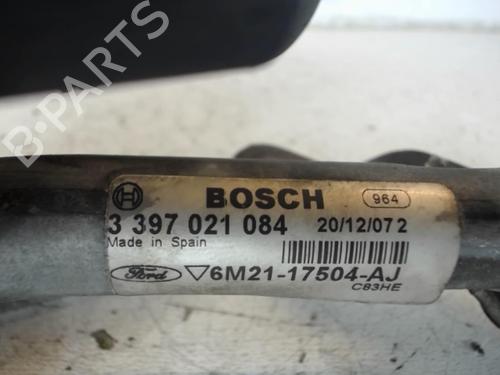 B-PARTS
BOSCH 964
3 397 021 084 20/12/07 2
Made in Spain
Ford ▽6M21-17504-AJ
C83HE